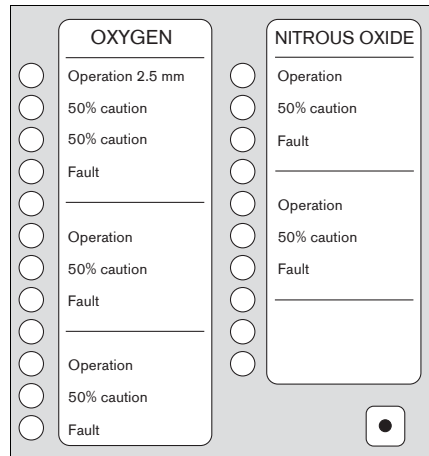 OXYGEN
Operation 2.5 mm
50% caution
50% caution
Fault
Operation
50% caution
Fault
Operation
50% caution
Fault
NITROUS OXIDE
Operation
50% caution
Fault
Operation
50% caution
Fault